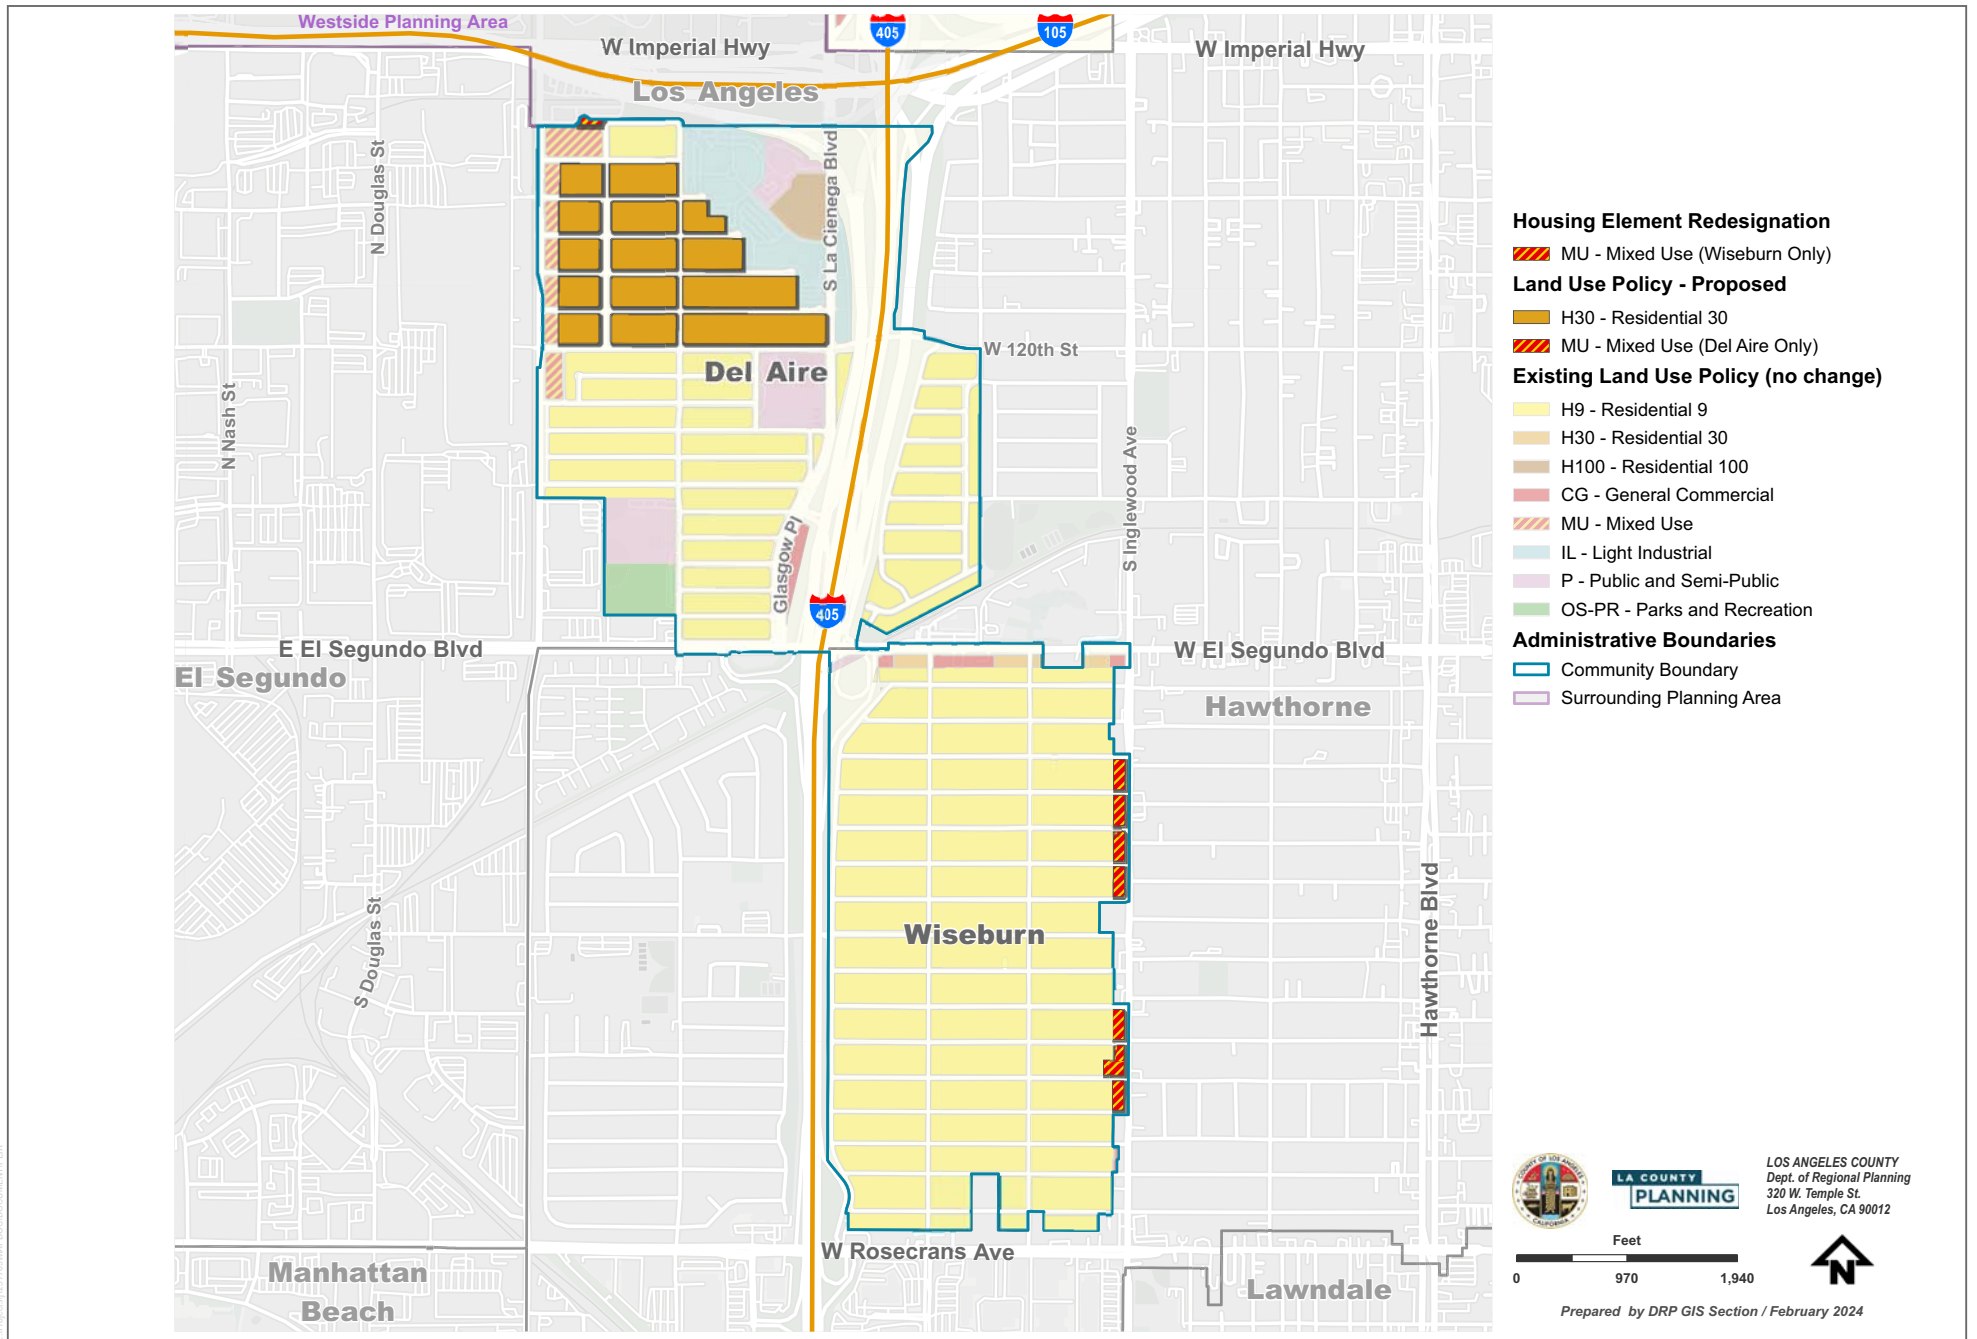 Westside Planning Area
W Imperial Hwy
405
105
W Imperial Hwy
Los Angeles
N Douglas St
S La Cienega Blvd
W 120th St
Del Aire
N Nash St
S Inglewood Ave
Glasgow Pl
405
E El Segundo Blvd
W El Segundo Blvd
El Segundo
Hawthorne
Wiseburn
S Douglas St
Hawthorne Blvd
W Rosecrans Ave
Manhattan
Beach
Lawndale
Housing Element Redesignation
MU - Mixed Use (Wiseburn Only)
Land Use Policy - Proposed
H30 - Residential 30
MU - Mixed Use (Del Aire Only)
Existing Land Use Policy (no change)
H9 - Residential 9
H30 - Residential 30
H100 - Residential 100
CG - General Commercial
MU - Mixed Use
IL - Light Industrial
P - Public and Semi-Public
OS-PR - Parks and Recreation
Administrative Boundaries
Community Boundary
Surrounding Planning Area
COUNTY OF LOS ANGELES
CALIFORNIA
LA COUNTY
PLANNING
LOS ANGELES COUNTY
Dept. of Regional Planning
320 W. Temple St.
Los Angeles, CA 90012
Feet
0 970 1,940
N
Prepared by DRP GIS Section / February 2024